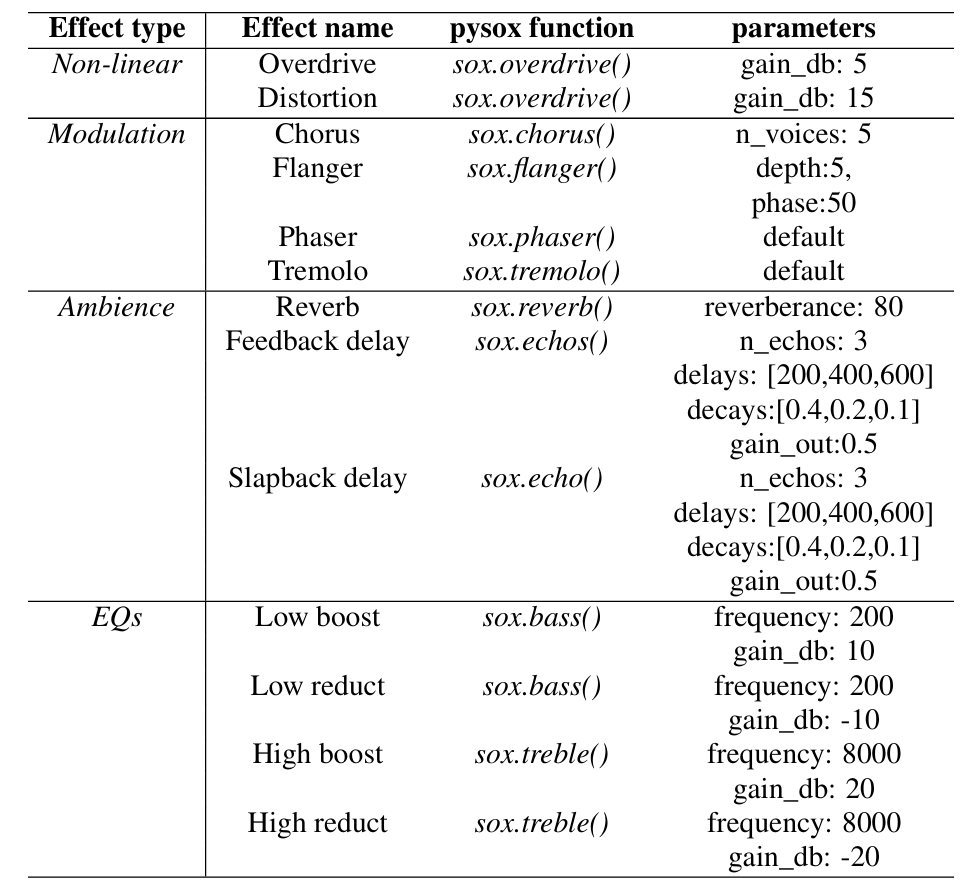 Effect type Effect name pysox function parameters
Non-linear Overdrive sox.overdrive() gain_db: 5
Distortion sox.overdrive() gain_db: 15
Modulation Chorus sox.chorus() n_voices: 5
Flanger sox.flanger() depth:5,
phase:50
Phaser sox.phaser() default
Tremolo sox.tremolo() default
Ambience Reverb sox.reverb() reverberance: 80
Feedback delay sox.echos() n_echos: 3
delays: [200,400,600]
decays:[0.4,0.2,0.1]
gain_out:0.5
Slapback delay sox.echo() n_echos: 3
delays: [200,400,600]
decays:[0.4,0.2,0.1]
gain_out:0.5
EQs Low boost sox.bass() frequency: 200
gain_db: 10
Low reduct sox.bass() frequency: 200
gain_db: -10
High boost sox.treble() frequency: 8000
gain_db: 20
High reduct sox.treble() frequency: 8000
gain_db: -20